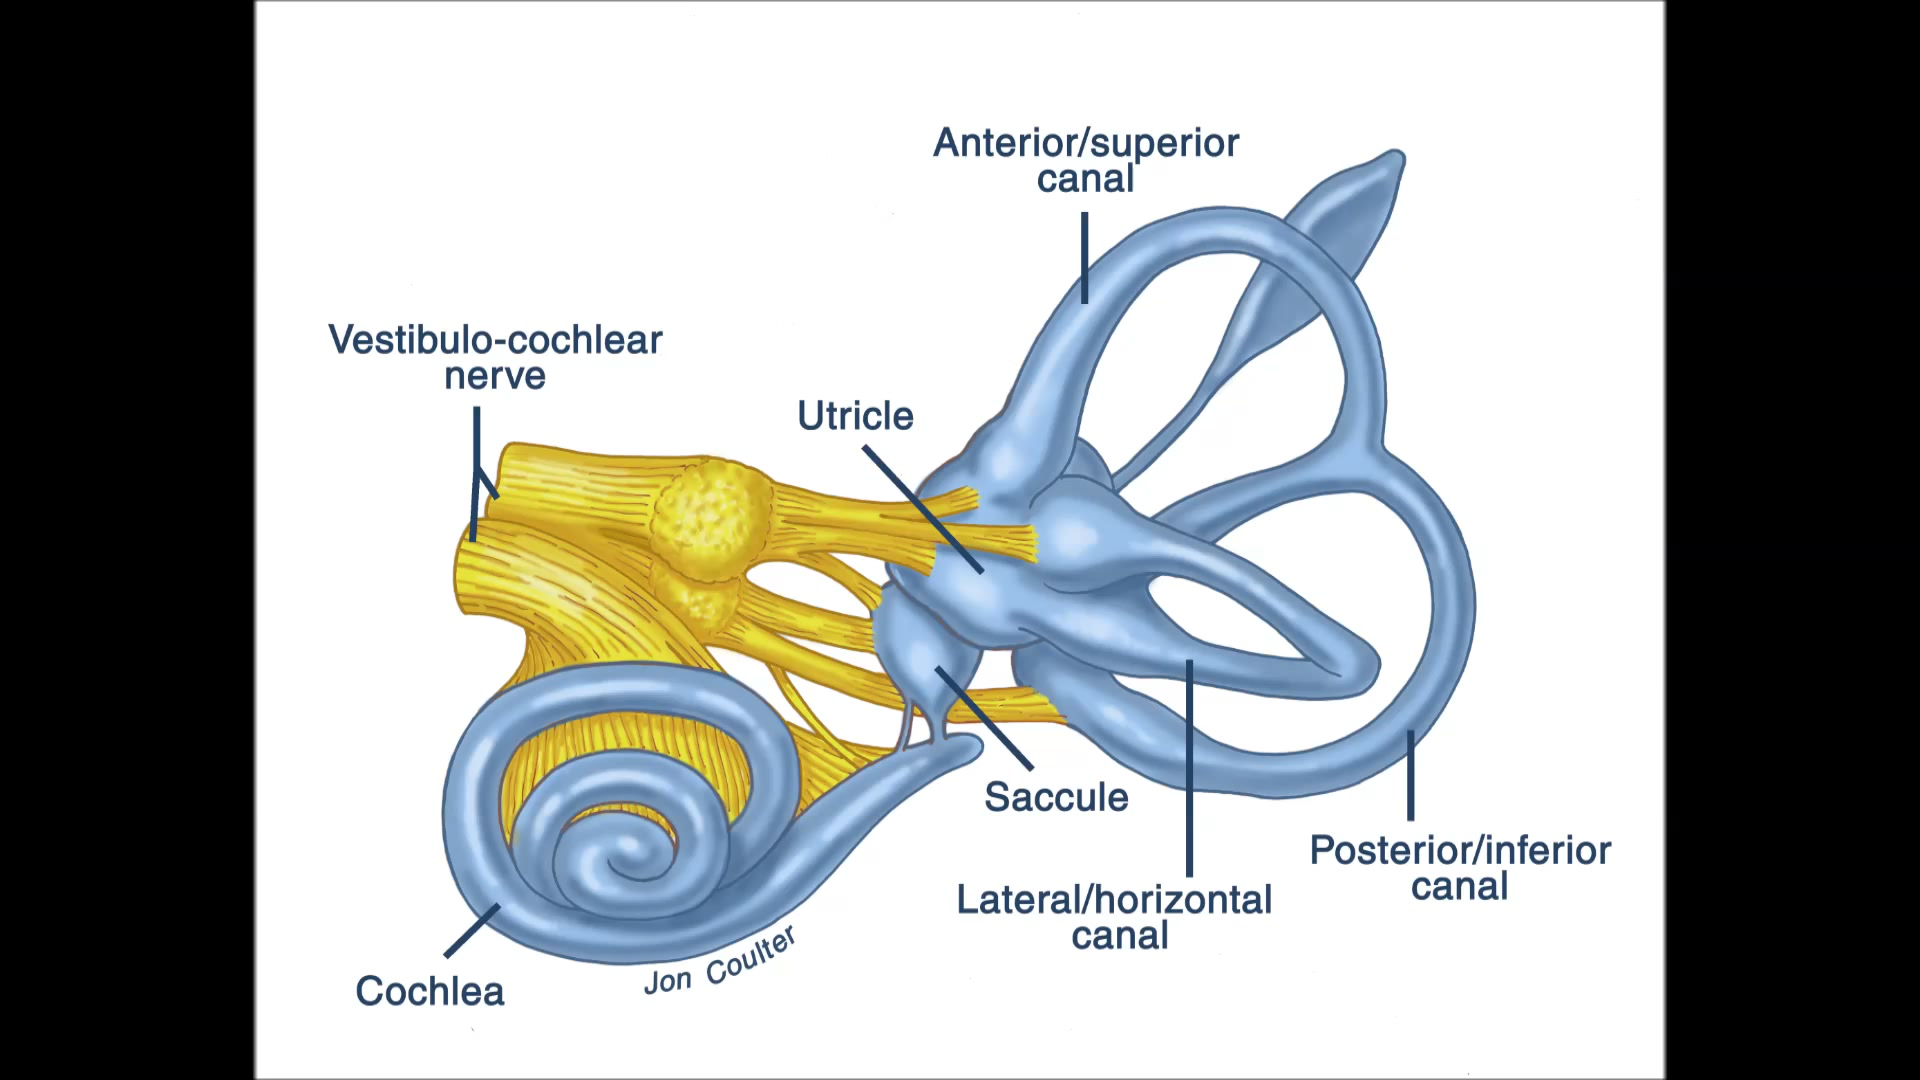 Anterior/superior
canal
Vestibulo-cochlear
nerve
Utricle
Saccule
Posterior/inferior
canal
Lateral/horizontal
canal
Jon Coulter
Cochlea